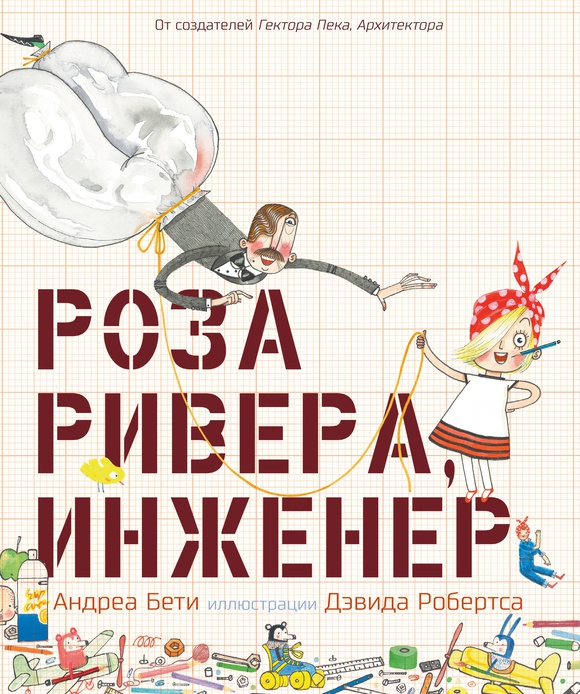 От создателей Гектора Пека, Архитектора
РОЗА
РИВЕРА,
ИНЖЕНЕР
Андреа Бети иллюстрации Дэвида Робертса